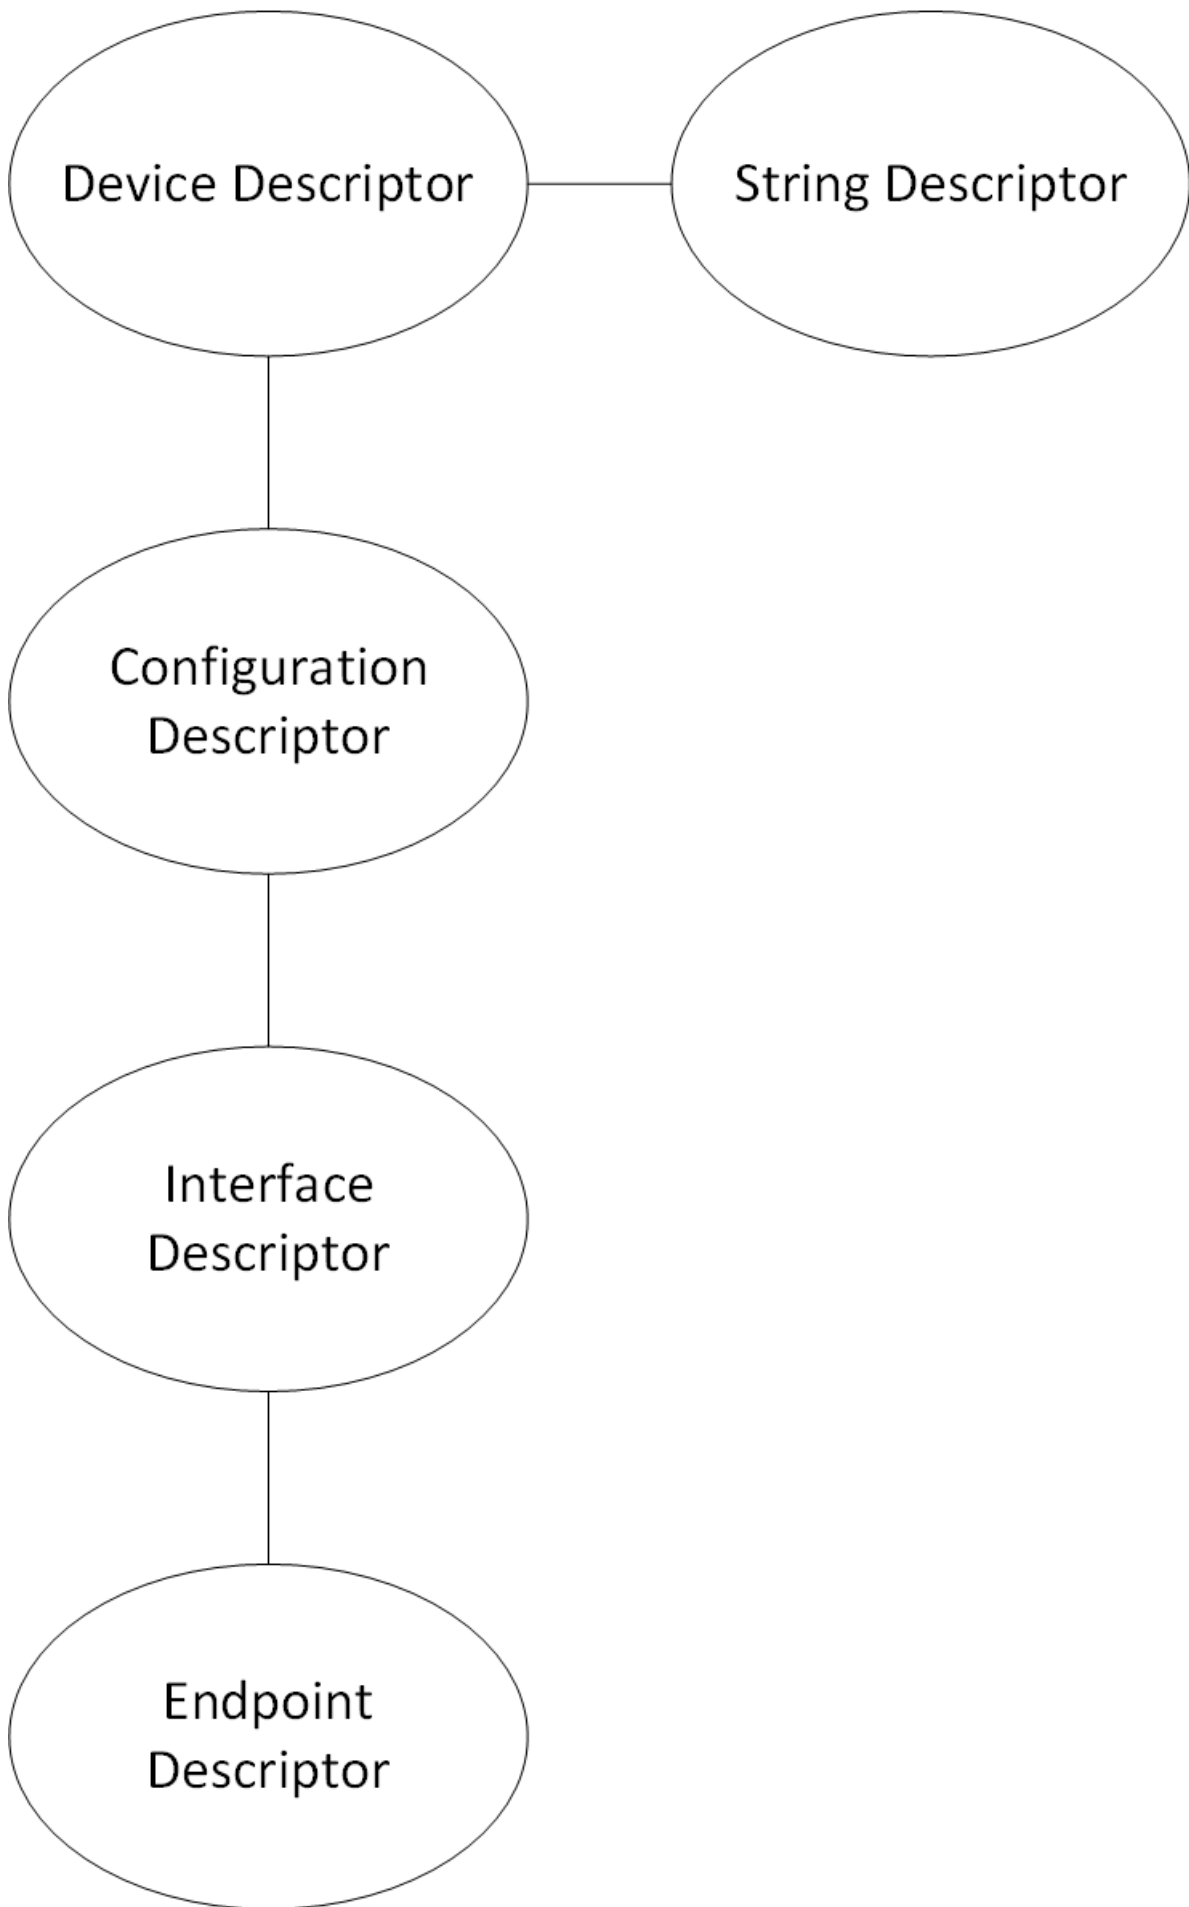 Device Descriptor
String Descriptor
Configuration
Descriptor
Interface
Descriptor
Endpoint
Descriptor